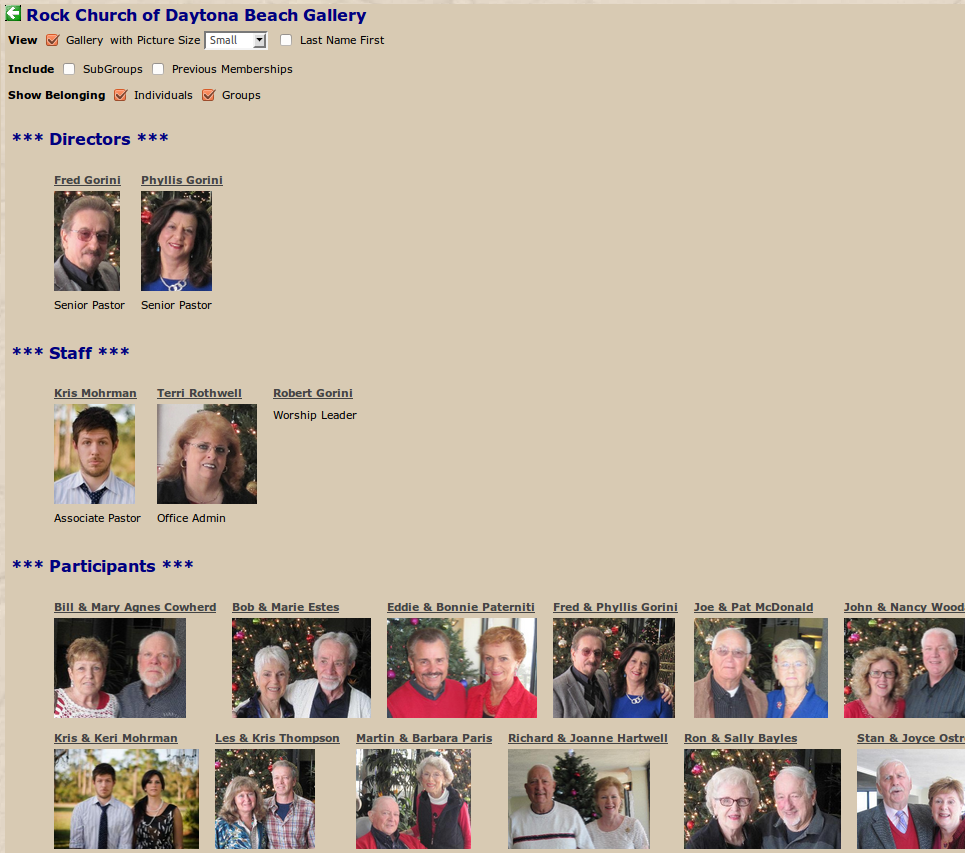 Rock Church of Daytona Beach Gallery
View Gallery with Picture Size Small Last Name First
Include SubGroups Previous Memberships
Show Belonging Individuals Groups
*** Directors ***
Fred Gorini Phyllis Gorini
Senior Pastor Senior Pastor
*** Staff ***
Kris Mohrman Terri Rothwell Robert Gorini
Worship Leader
Associate Pastor Office Admin
*** Participants ***
Bill & Mary Agnes Cowherd Bob & Marie Estes Eddie & Bonnie Paterniti Fred & Phyllis Gorini Joe & Pat McDonald John & Nancy
Kris & Keri Mohrman Les & Kris Thompson Martin & Barbara Paris Richard & Joanne Hartwell Ron & Sally Bayles Stan & Joyce